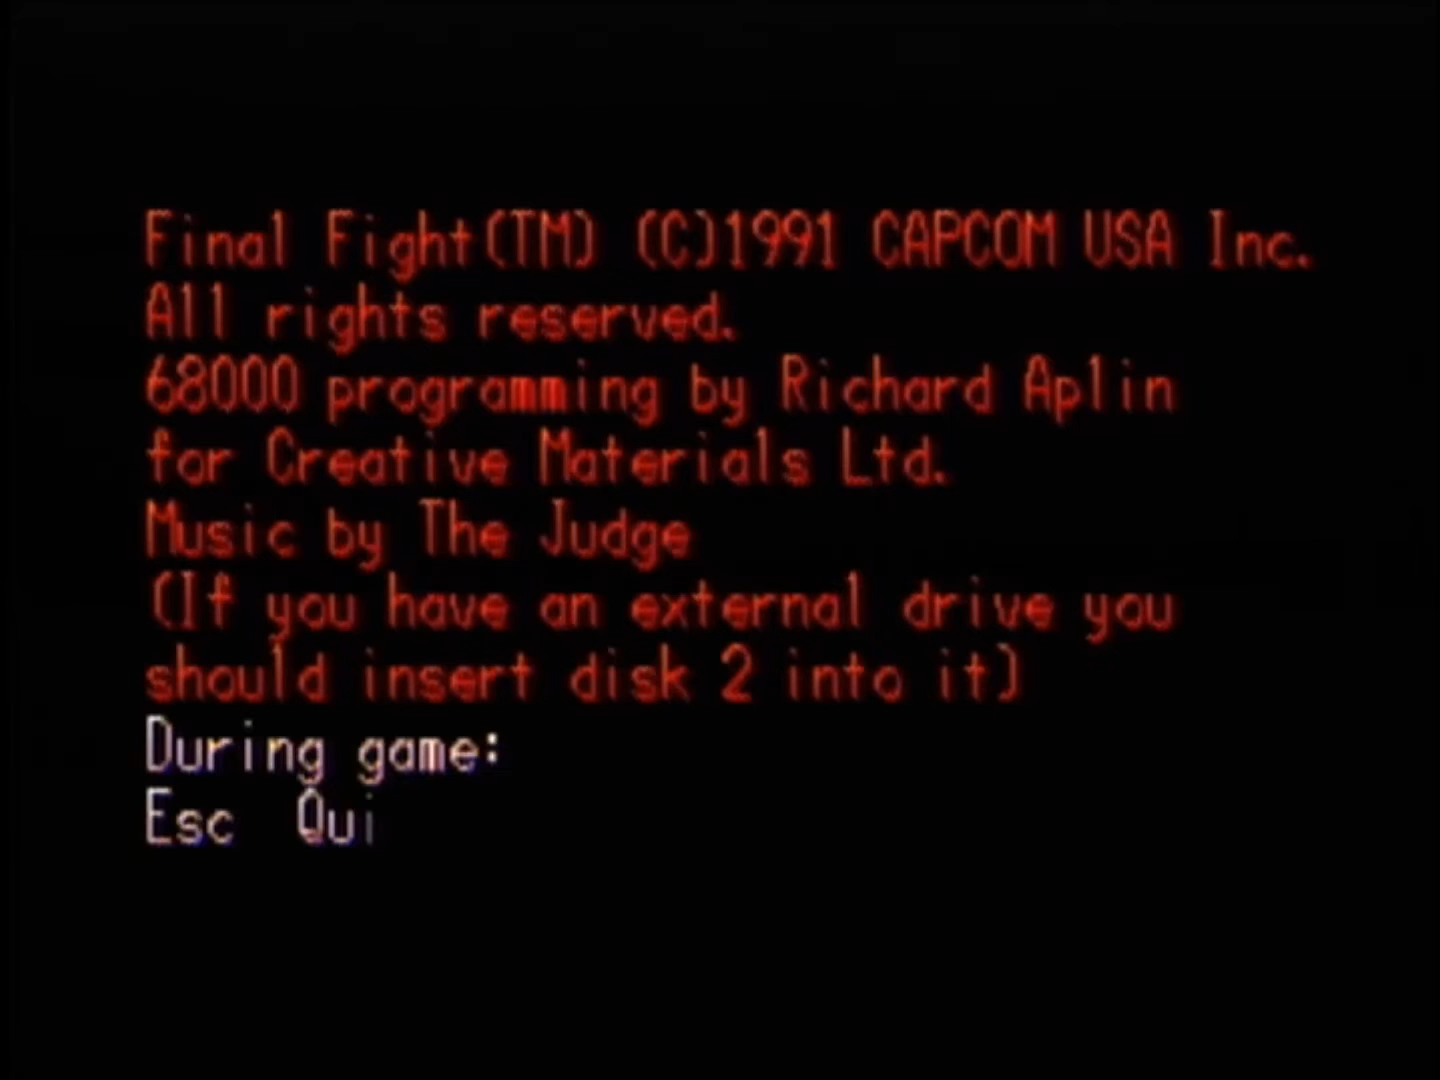 Final Fight(TM) (C)1991 CAPCOM USA Inc.
All rights reserved.
68000 programming by Richard Aplin
for Creative Materials Ltd.
Music by The Judge
(If you have an external drive you
should insert disk 2 into it)
During game:
Esc  Qui